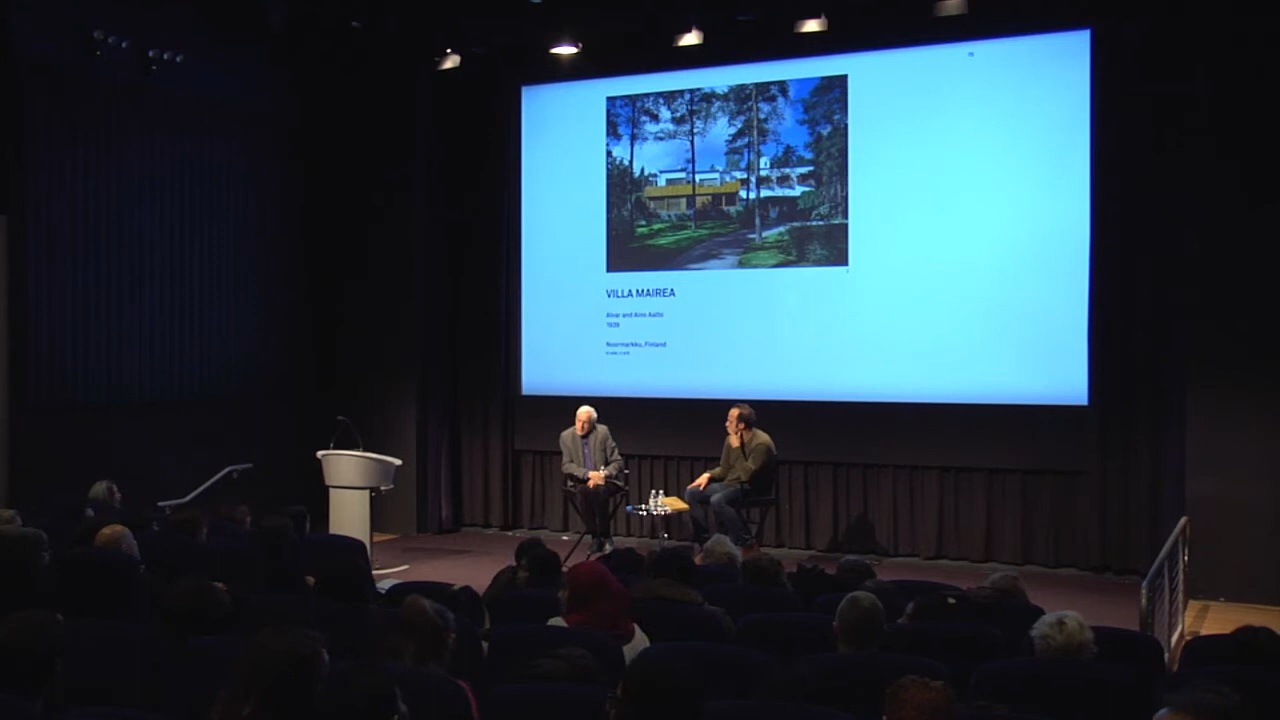 VILLA MAIREA
Alvar and Aino Aalto
1939
Noormarkku, Finland